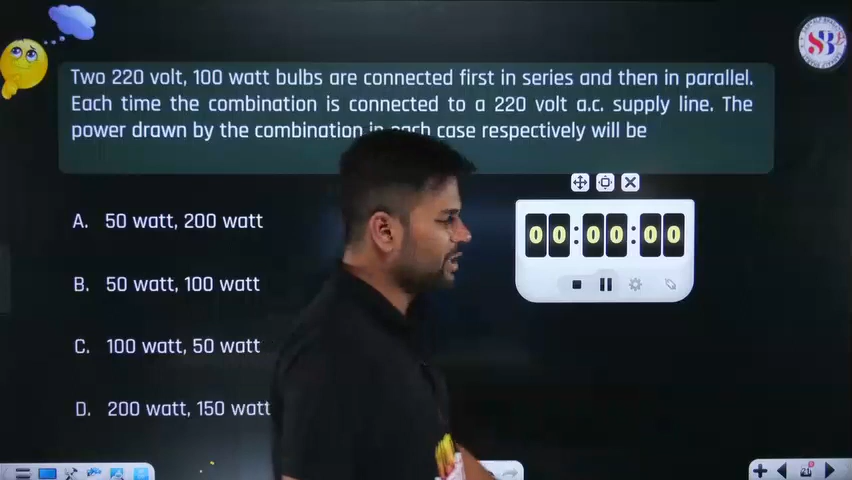 Two 220 volt, 100 watt bulbs are connected first in series and then in parallel.
Each time the combination is connected to a 220 volt a.c. supply line. The
power drawn by the combination in each case respectively will be
A. 50 watt, 200 watt
B. 50 watt, 100 watt
C. 100 watt, 50 watt
D. 200 watt, 150 watt
00:00:00
SB